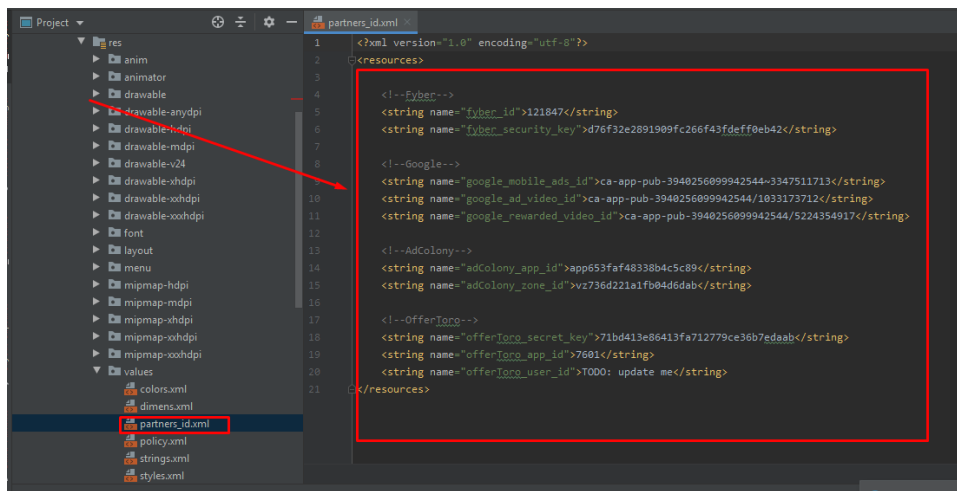 Project
res
anim
animator
drawable
drawable-anydpi
drawable-hdpi
drawable-mdpi
drawable-v24
drawable-xhdpi
drawable-xxhdpi
drawable-xxxhdpi
font
layout
menu
mipmap-hdpi
mipmap-mdpi
mipmap-xhdpi
mipmap-xxhdpi
mipmap-xxxhdpi
values
colors.xml
dimens.xml
partners_id.xml
policy.xml
strings.xml
styles.xml
partners_id.xml
1 <?xml version="1.0" encoding="utf-8"?>
2 <resources>
3
4 <!--Fyber-->
5 <string name="fyber_id">121847</string>
6 <string name="fyber_security_key">d76f32e2891909fc266f43fdeff0eb42</string>
7
8 <!--Google-->
9 <string name="google_mobile_ads_id">ca-app-pub-3940256099942544~3347511713</string>
10 <string name="google_ad_video_id">ca-app-pub-3940256099942544/1033173712</string>
11 <string name="google_rewarded_video_id">ca-app-pub-3940256099942544/5224354917</string>
12
13 <!--AdColony-->
14 <string name="adColony_app_id">app653faf48338b4c5c89</string>
15 <string name="adColony_zone_id">vz736d221a1fb04d6dab</string>
16
17 <!--OfferToro-->
18 <string name="offerToro_secret_key">71bd413e86413fa712779ce36b7edaab</string>
19 <string name="offerToro_app_id">7601</string>
20 <string name="offerToro_user_id">TODO: update me</string>
21 </resources>